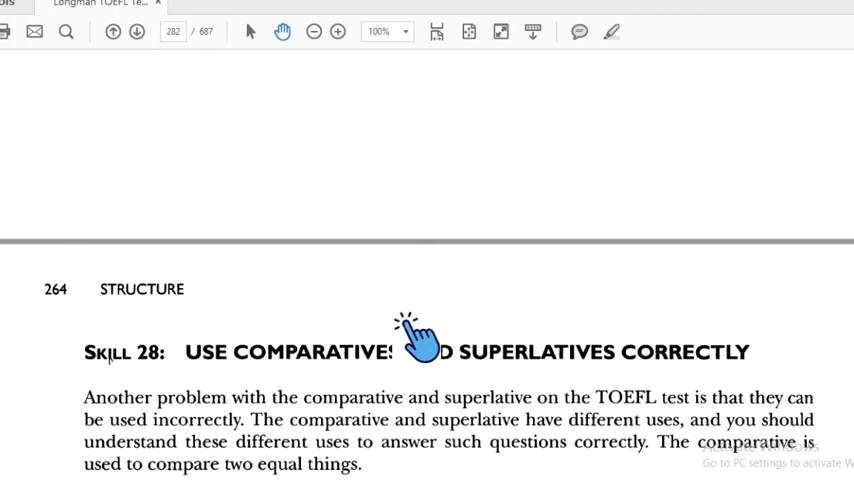 Longman TOEFL Te... ×
282 / 687
100%
264 STRUCTURE
SKILL 28: USE COMPARATIVES D SUPERLATIVES CORRECTLY
Another problem with the comparative and superlative on the TOEFL test is that they can
be used incorrectly. The comparative and superlative have different uses, and you should
understand these different uses to answer such questions correctly. The comparative is
used to compare two equal things.
Activate Windows
Go to PC settings to activate W